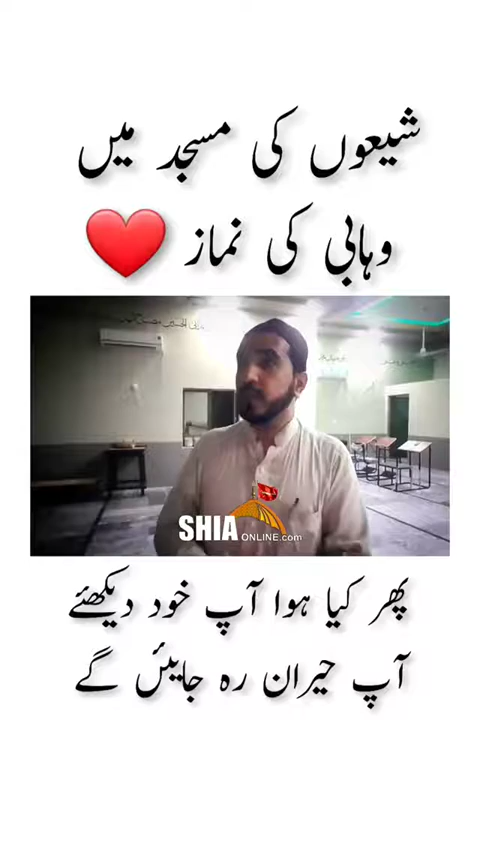 شیعوں کی مسجد میں
وہابی کی نماز ❤️
SHIA
ONLINE.com
پھر کیا ہوا آپ خود دیکھئے
آپ حیران رہ جایئں گے